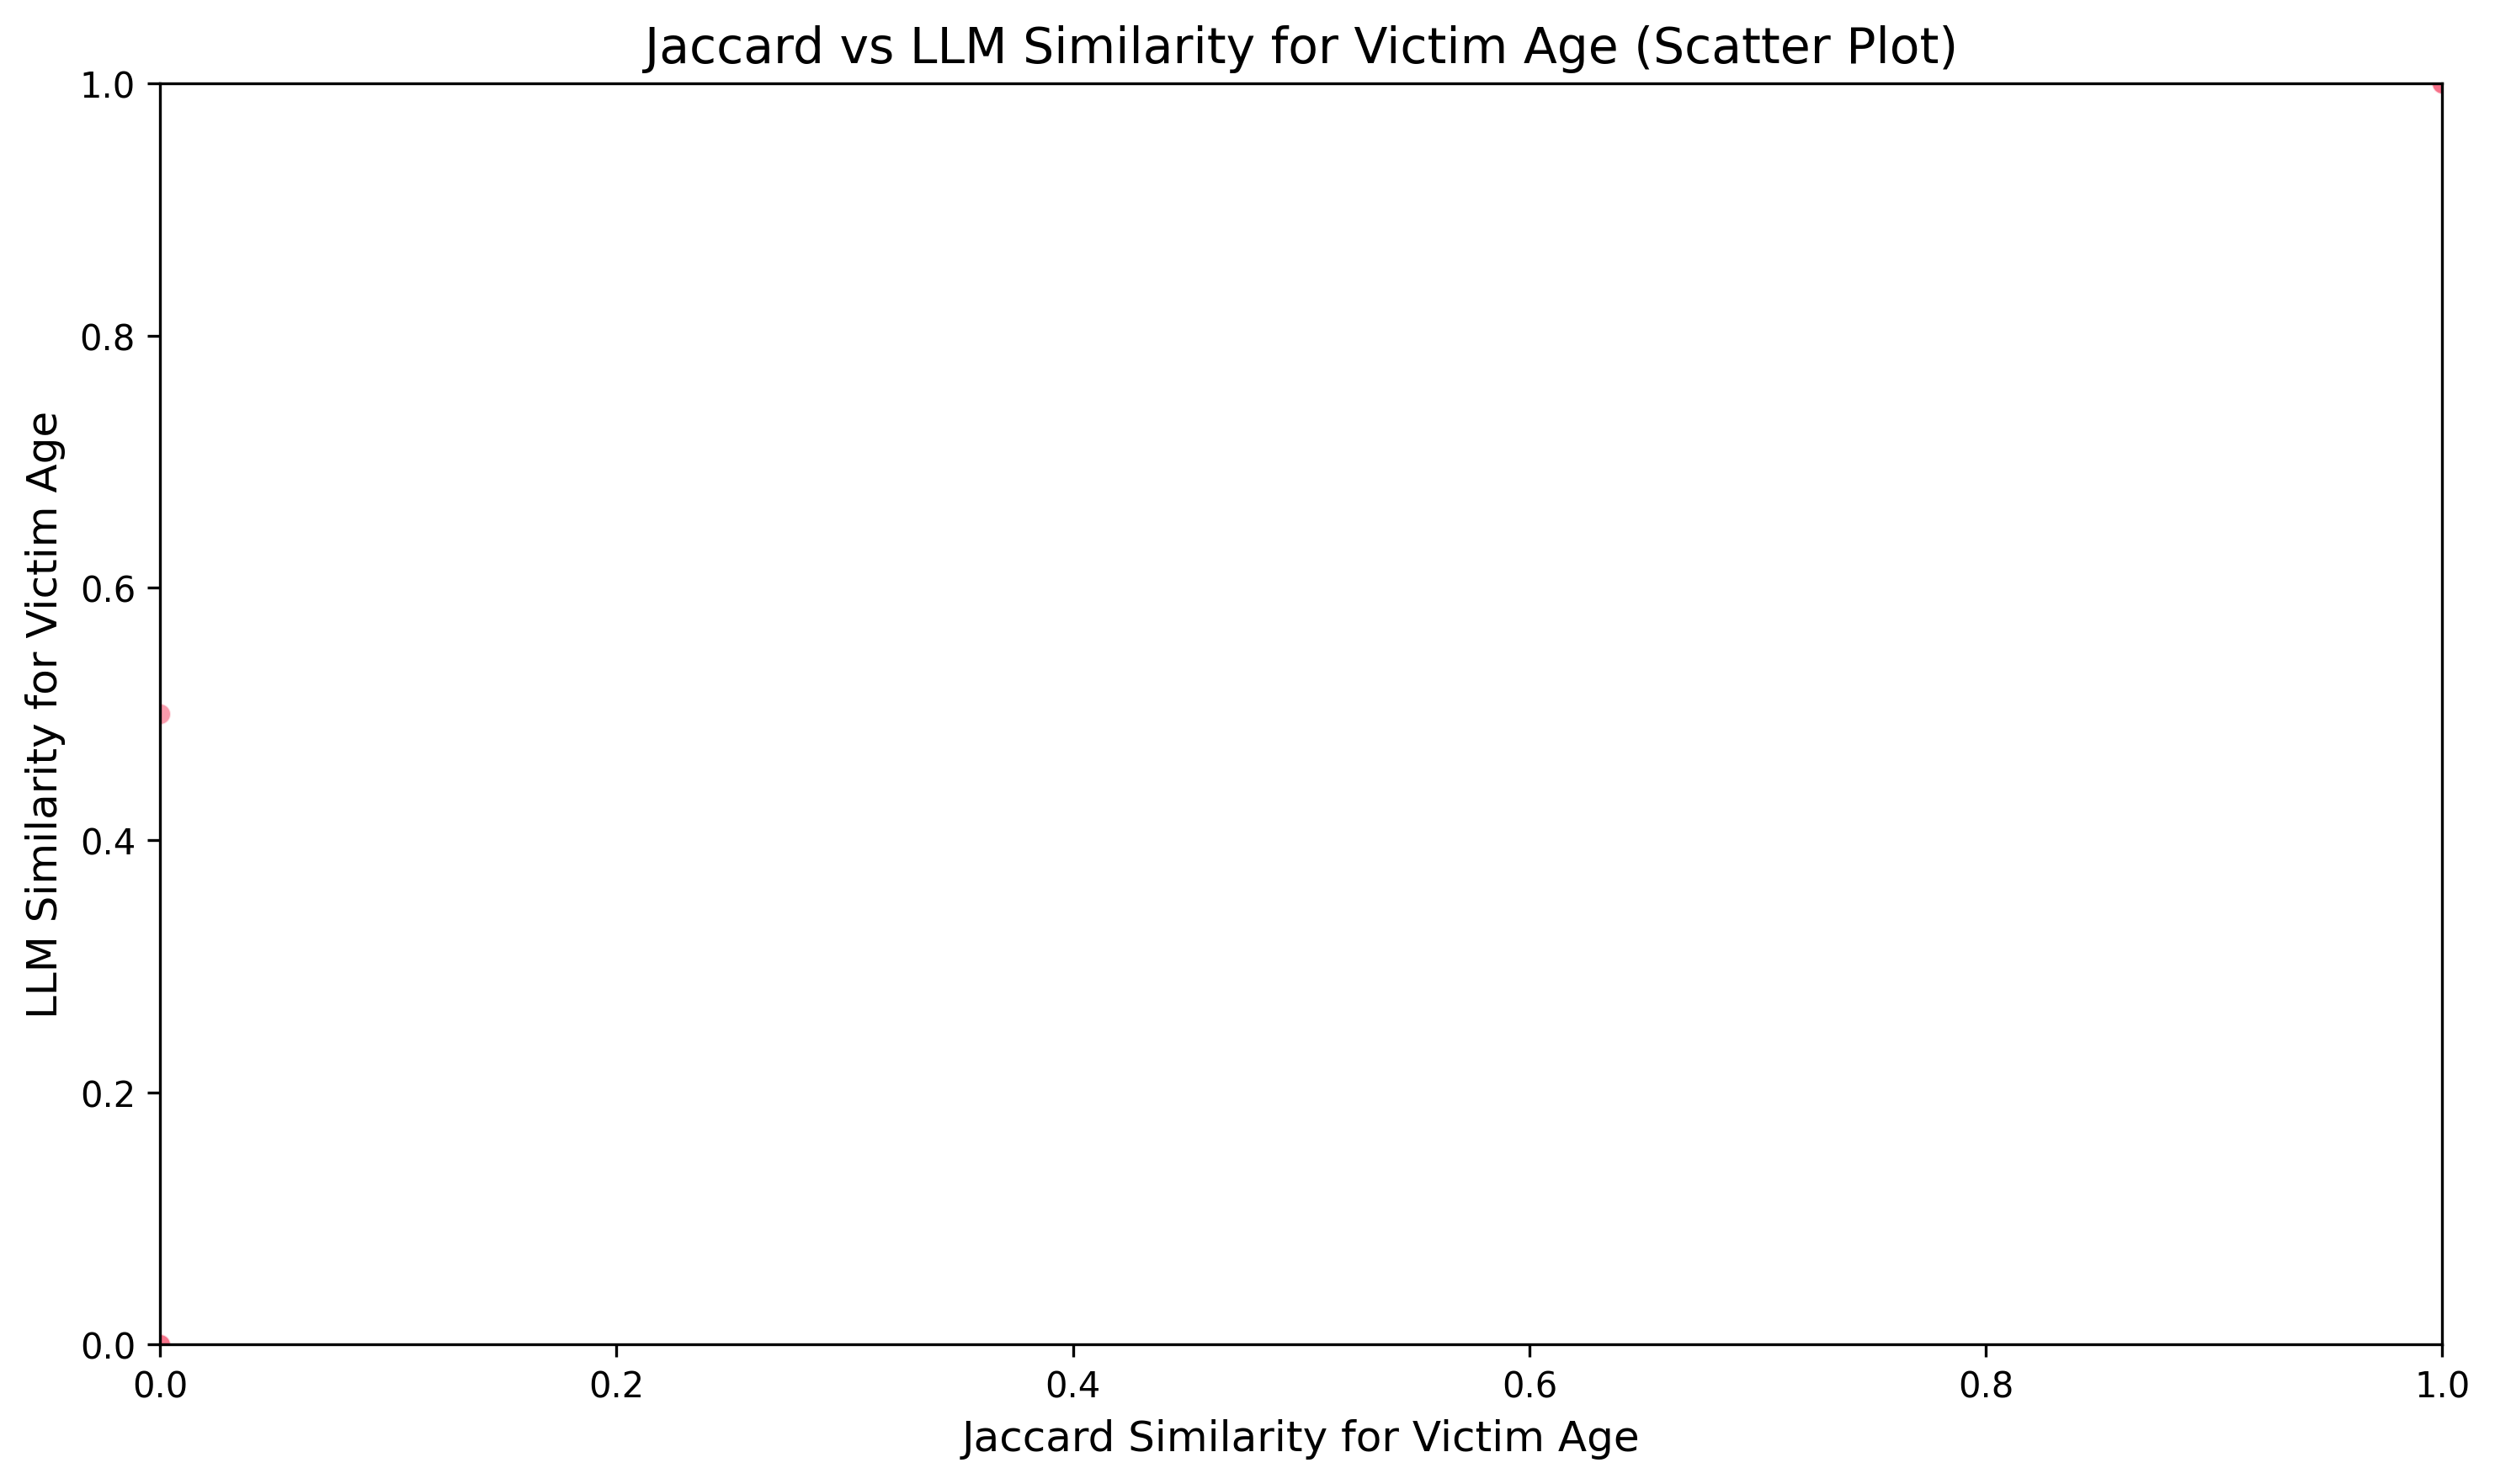 Jaccard vs LLM Similarity for Victim Age (Scatter Plot)
LLM Similarity for Victim Age
1.0
0.8
0.6
0.4
0.2
0.0
0.0 0.2 0.4 0.6 0.8 1.0
Jaccard Similarity for Victim Age